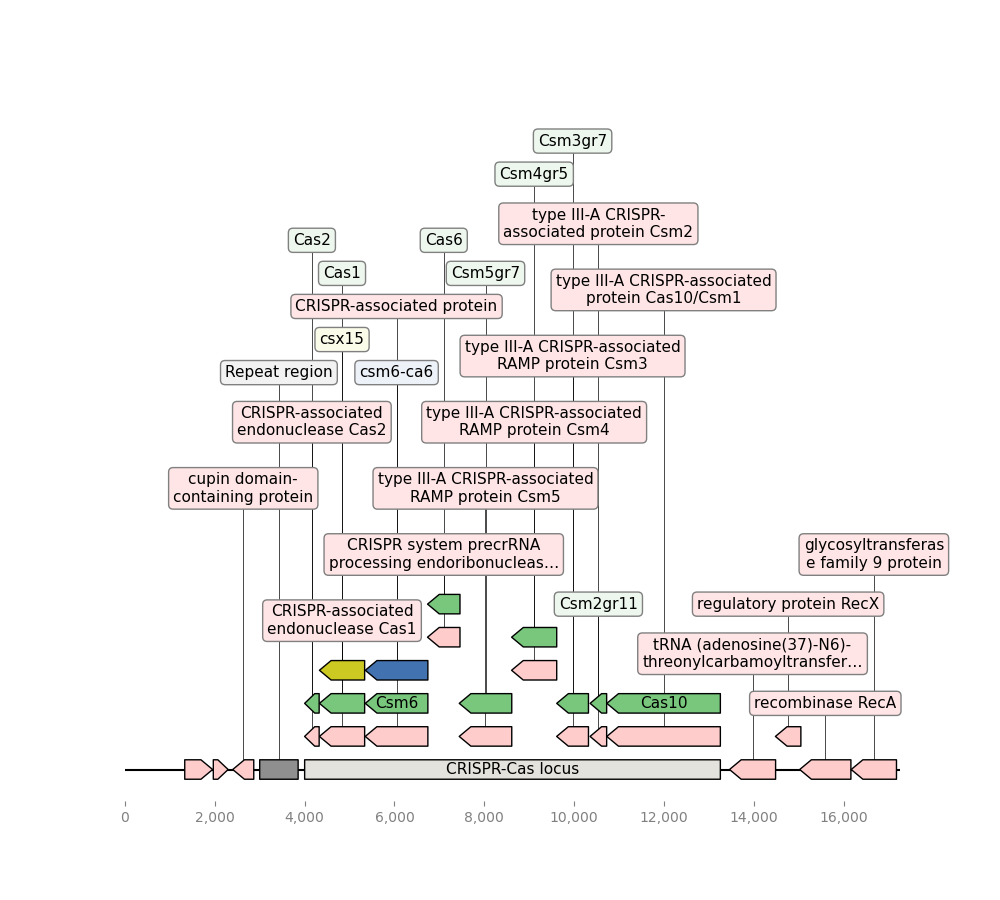 Csm3gr7
Csm4gr5
type III-A CRISPR-
associated protein Csm2
Cas2
Cas6
Cas1
Csm5gr7
type III-A CRISPR-associated
protein Cas10/Csm1
CRISPR-associated protein
csx15
type III-A CRISPR-associated
RAMP protein Csm3
Repeat region
csm6-ca6
CRISPR-associated
endonuclease Cas2
type III-A CRISPR-associated
RAMP protein Csm4
cupin domain-
containing protein
type III-A CRISPR-associated
RAMP protein Csm5
CRISPR system precrRNA
processing endoribonucleas…
glycosyltransferas
e family 9 protein
CRISPR-associated
endonuclease Cas1
Csm2gr11
regulatory protein RecX
tRNA (adenosine(37)-N6)-
threonylcarbamoyltransfer…
Csm6
Cas10
recombinase RecA
CRISPR-Cas locus
0
2,000
4,000
6,000
8,000
10,000
12,000
14,000
16,000